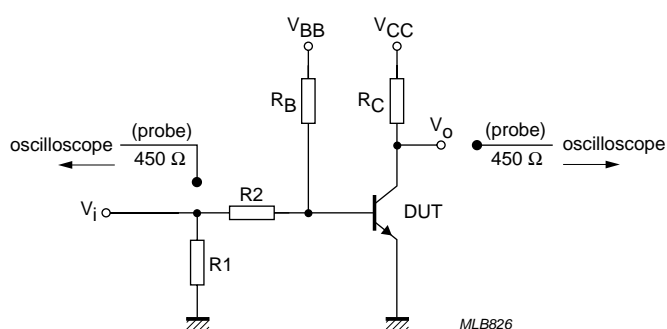 VBB
VCC
RB
RC
Vo
(probe)
450 Ω
oscilloscope
(probe)
450 Ω
oscilloscope
R2
Vi
DUT
R1
MLB826